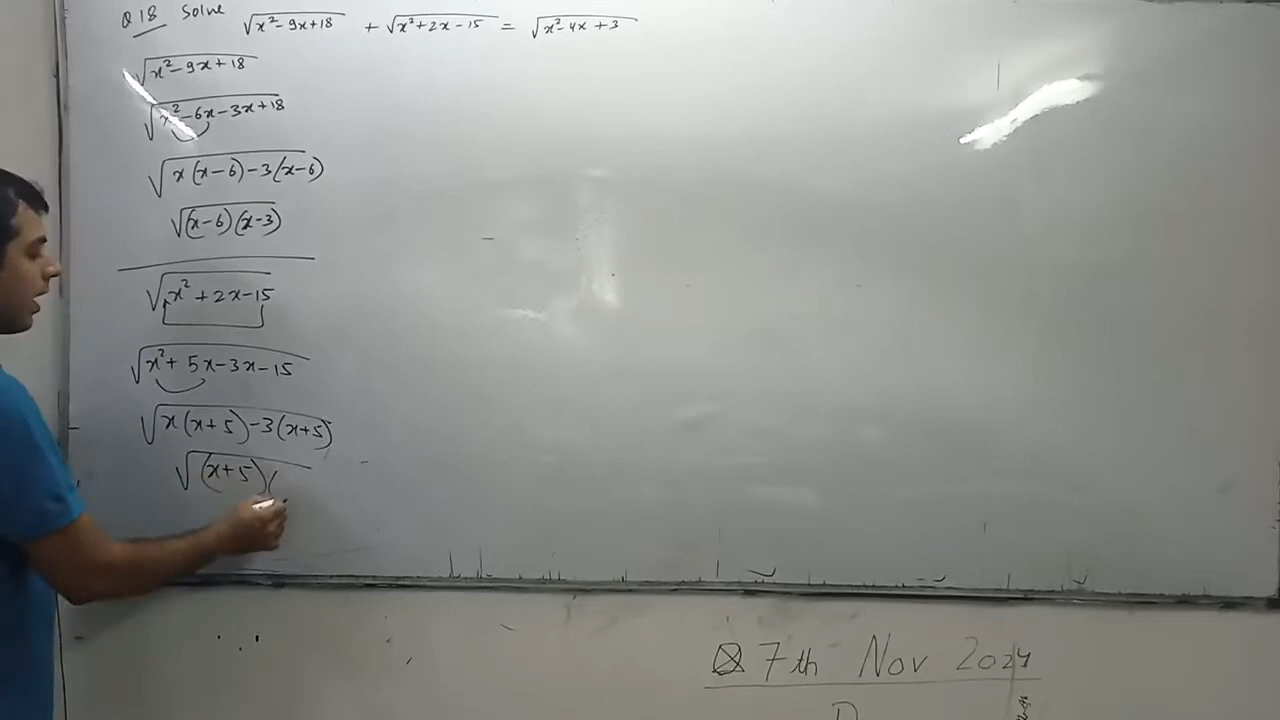 Q 18 Solve √(x²-9x+18) + √(x²+2x-15) = √(x²-4x+3)
√(x²-9x+18)
√(x²-6x-3x+18)
√(x(x-6)-3(x-6))
√((x-6)(x-3))
√(x²+2x-15)
√(x²+5x-3x-15)
√(x(x+5)-3(x+5))
√((x+5)(
7th Nov 2024